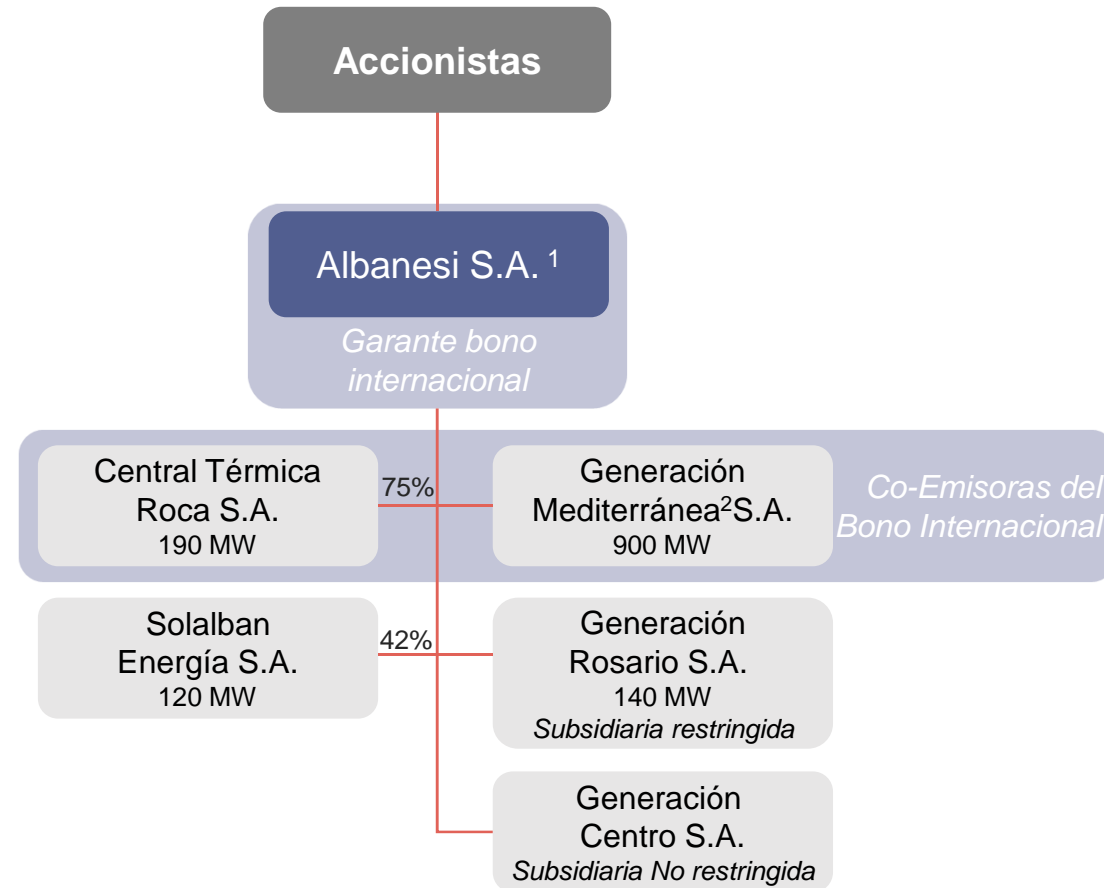 Accionistas
Albanesi S.A. ¹
Garante bono
internacional
Central Térmica
Roca S.A.
190 MW
75%
Generación
Mediterránea²S.A.
900 MW
Co-Emisoras del
Bono Internacional
Solalban
Energía S.A.
120 MW
42%
Generación
Rosario S.A.
140 MW
Subsidiaria restringida
Generación
Centro S.A.
Subsidiaria No restringida